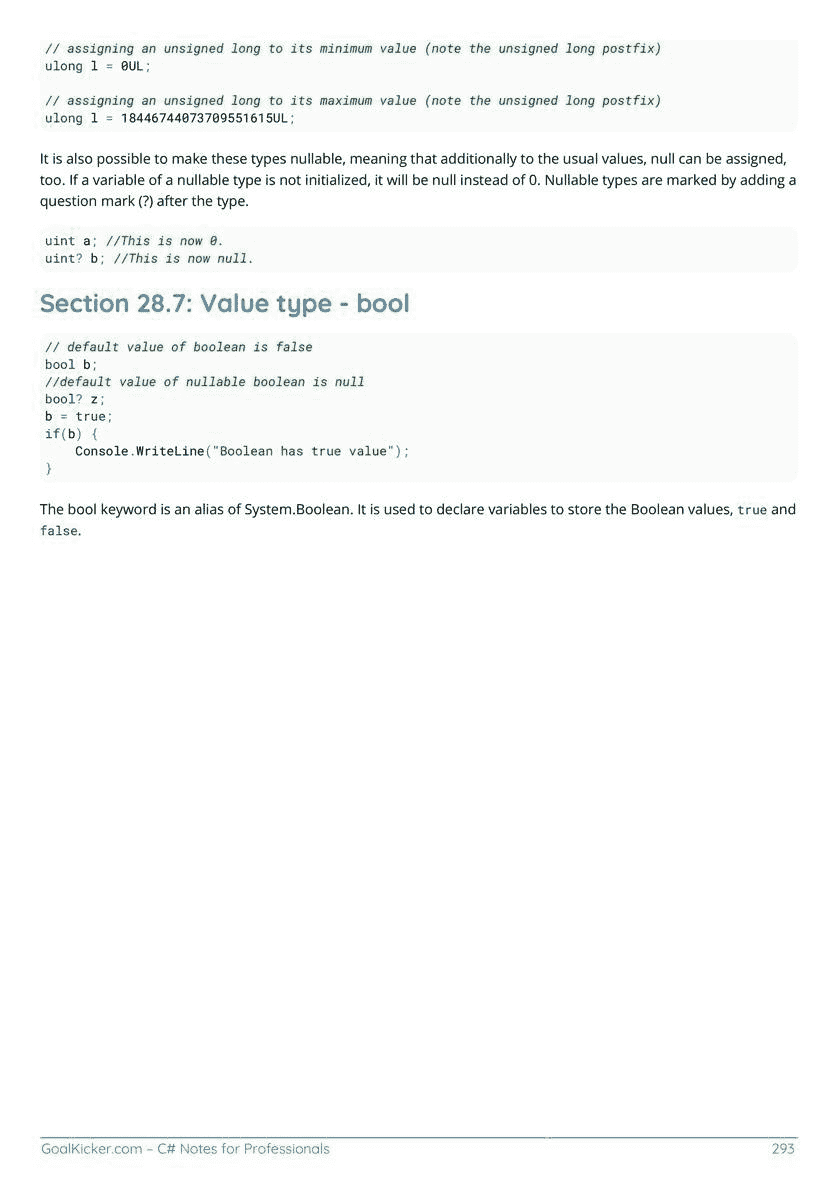 // assigning an unsigned long to its minimum value (note the unsigned long postfix)
ulong l = 0UL;
// assigning an unsigned long to its maximum value (note the unsigned long postfix)
ulong l = 18446744073709551615UL;
It is also possible to make these types nullable, meaning that additionally to the usual values, null can be assigned,
too. If a variable of a nullable type is not initialized, it will be null instead of 0. Nullable types are marked by adding a
question mark (?) after the type.
uint a; //This is now 0.
uint? b; //This is now null.
Section 28.7: Value type - bool
// default value of boolean is false
bool b;
//default value of nullable boolean is null
bool? z;
b = true;
if(b) {
    Console.WriteLine("Boolean has true value");
}
The bool keyword is an alias of System.Boolean. It is used to declare variables to store the Boolean values, true and
false.
GoalKicker.com – C# Notes for Professionals
293